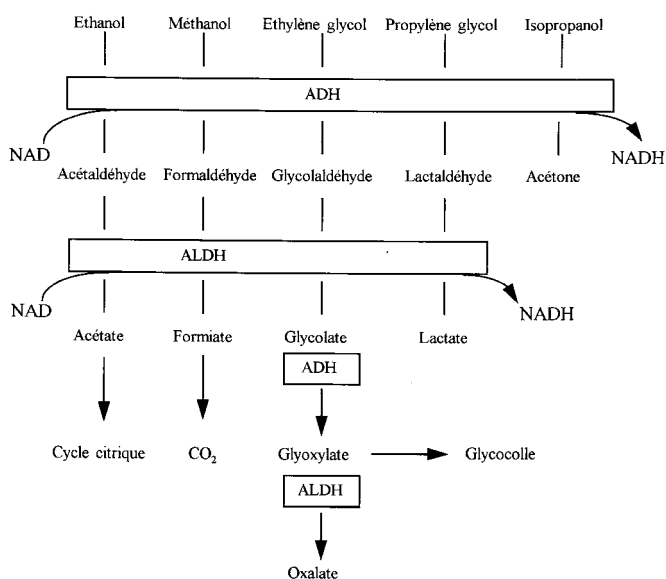 Ethanol Méthanol Ethylène glycol Propylène glycol Isopropanol
ADH
NAD NADH
Acétaldéhyde Formaldéhyde Glycolaldéhyde Lactaldéhyde Acétone
ALDH
NAD NADH
Acétate Formiate Glycolate Lactate
ADH
Cycle citrique CO₂ Glyoxylate Glycocolle
ALDH
Oxalate